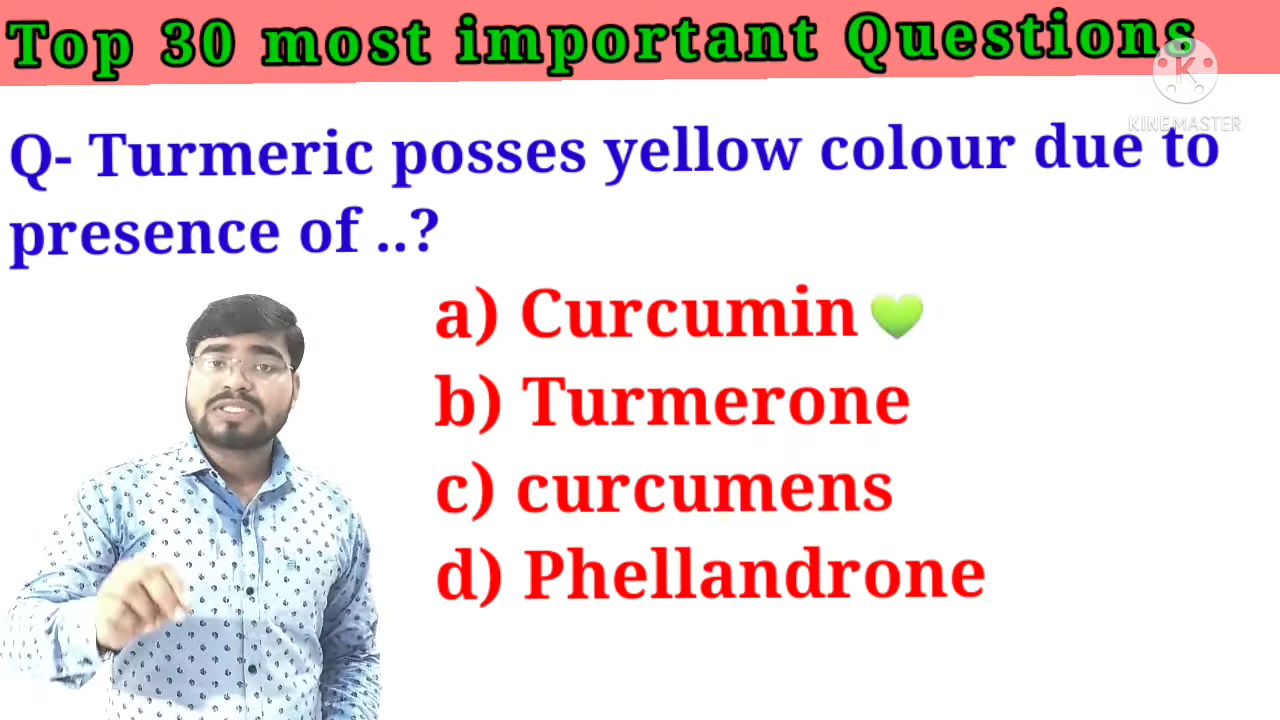 Top 30 most important Questions
KINEMASTER
Q- Turmeric posses yellow colour due to
presence of ..?
a) Curcumin
b) Turmerone
c) curcumens
d) Phellandrone